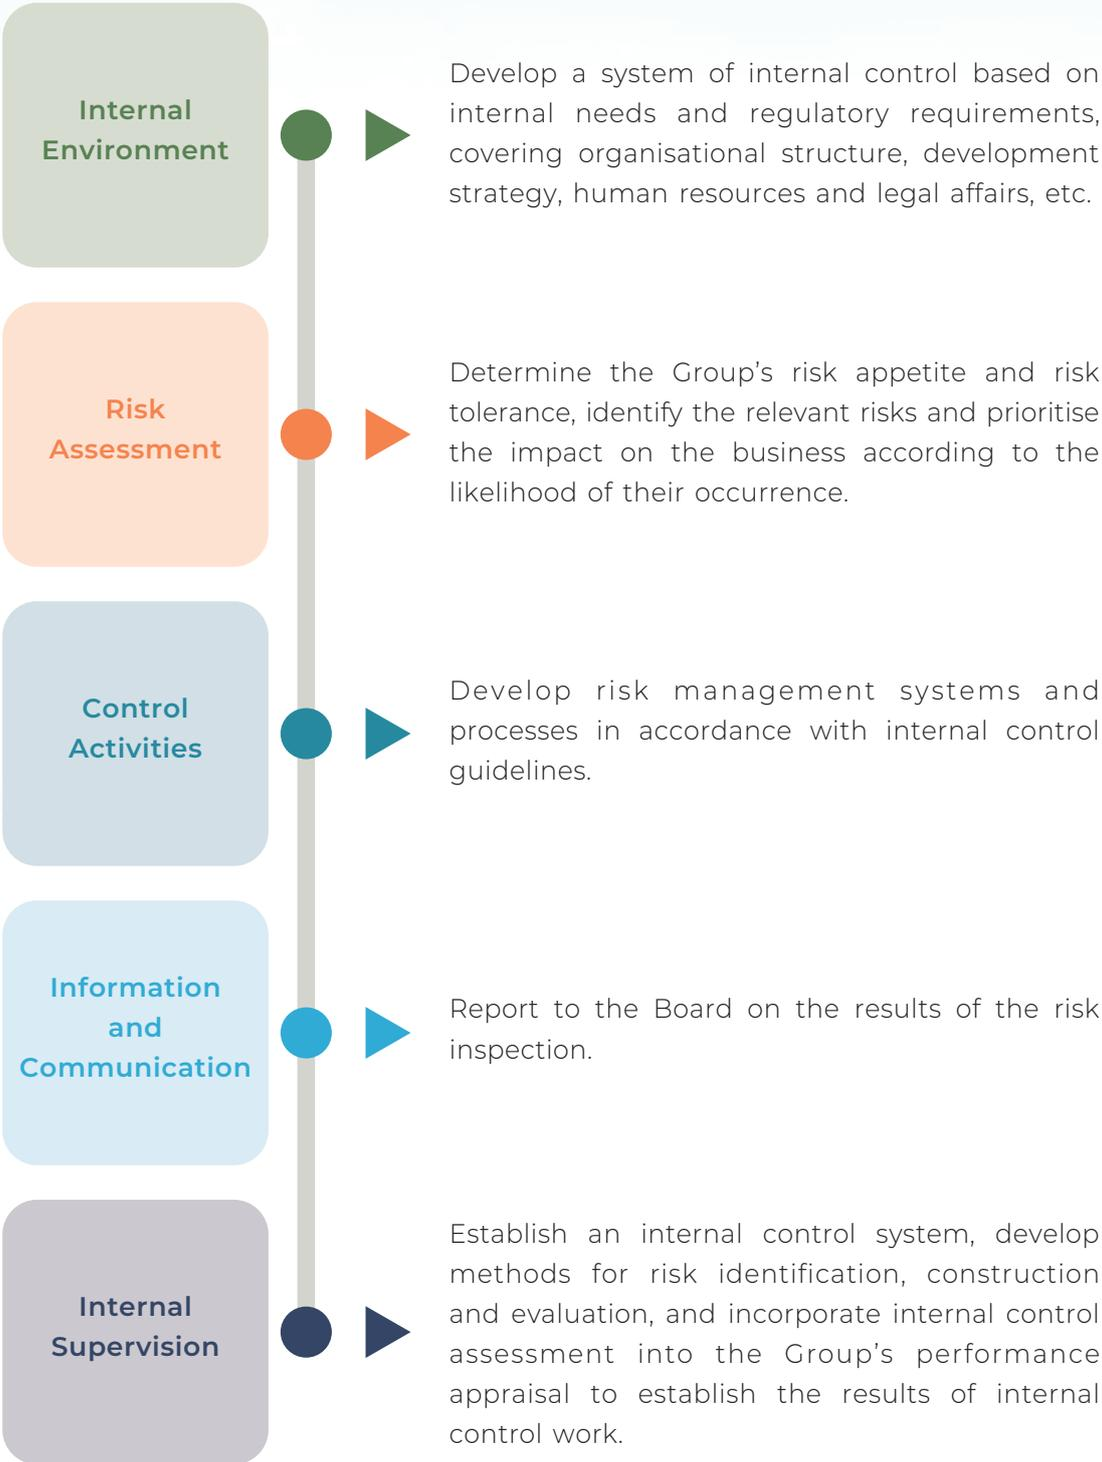 Internal
Environment
Develop a system of internal control based on
internal needs and regulatory requirements,
covering organisational structure, development
strategy, human resources and legal affairs, etc.
Risk
Assessment
Determine the Group’s risk appetite and risk
tolerance, identify the relevant risks and prioritise
the impact on the business according to the
likelihood of their occurrence.
Control
Activities
Develop risk management systems and
processes in accordance with internal control
guidelines.
Information
and
Communication
Report to the Board on the results of the risk
inspection.
Internal
Supervision
Establish an internal control system, develop
methods for risk identification, construction
and evaluation, and incorporate internal control
assessment into the Group’s performance
appraisal to establish the results of internal
control work.